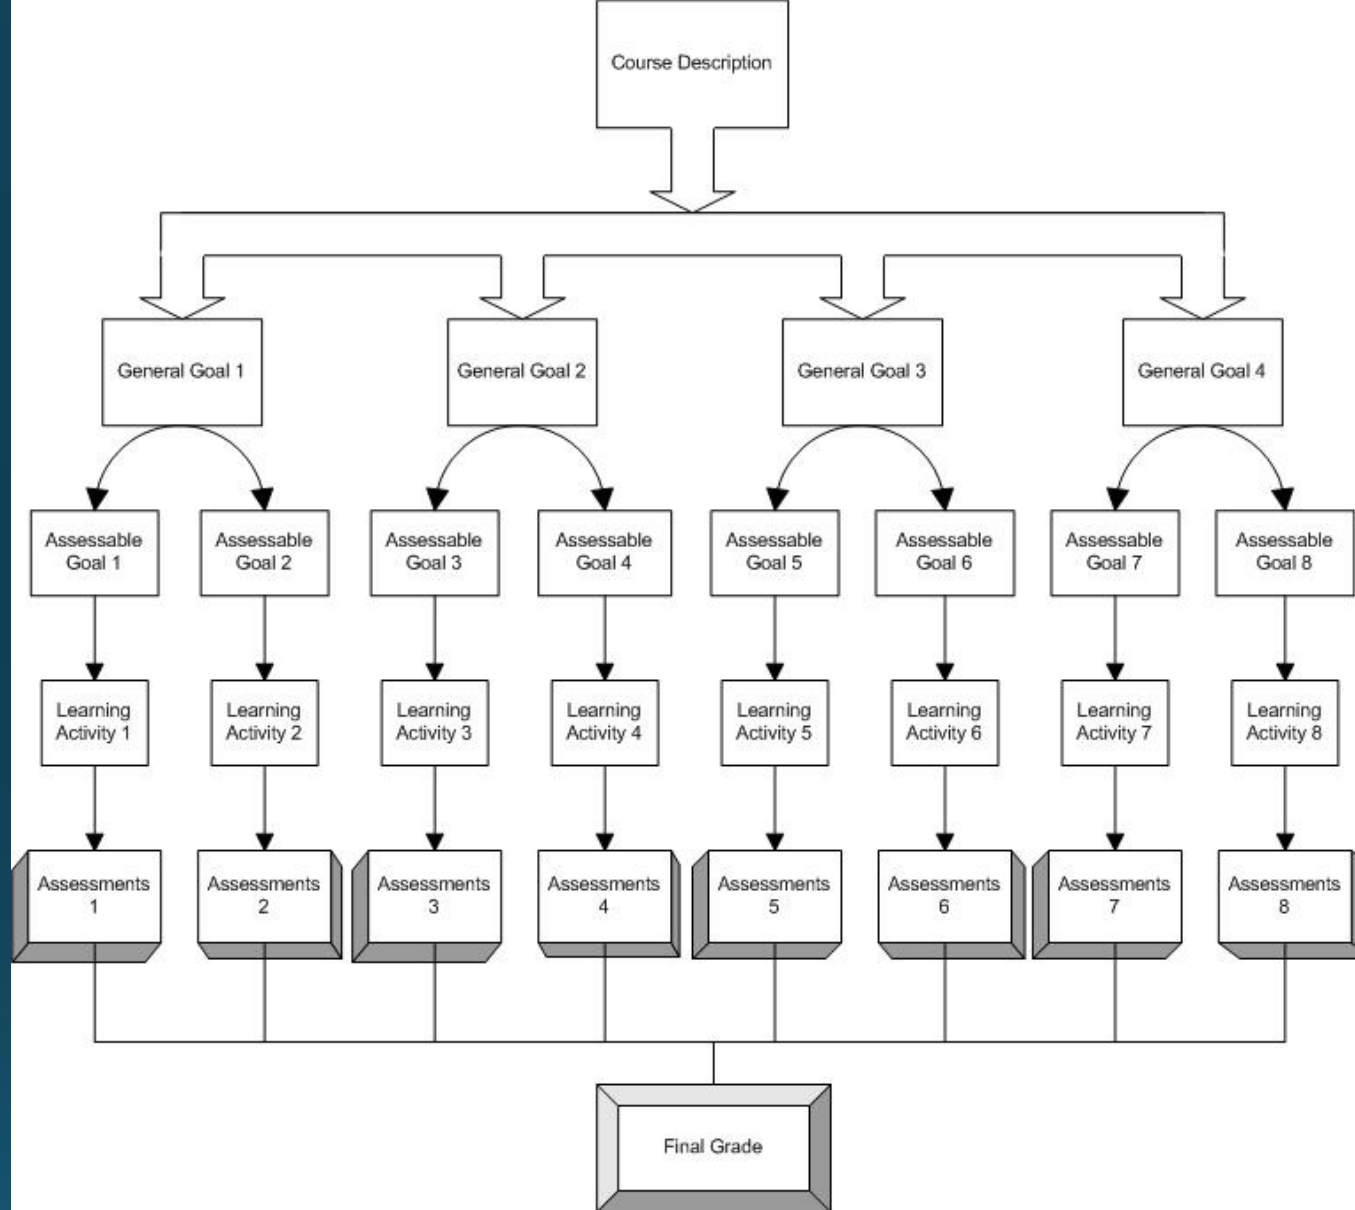 Course Description
General Goal 1
General Goal 2
General Goal 3
General Goal 4
Assessable
Goal 1
Assessable
Goal 2
Assessable
Goal 3
Assessable
Goal 4
Assessable
Goal 5
Assessable
Goal 6
Assessable
Goal 7
Assessable
Goal 8
Learning
Activity 1
Learning
Activity 2
Learning
Activity 3
Learning
Activity 4
Learning
Activity 5
Learning
Activity 6
Learning
Activity 7
Learning
Activity 8
Assessments
1
Assessments
2
Assessments
3
Assessments
4
Assessments
5
Assessments
6
Assessments
7
Assessments
8
Final Grade